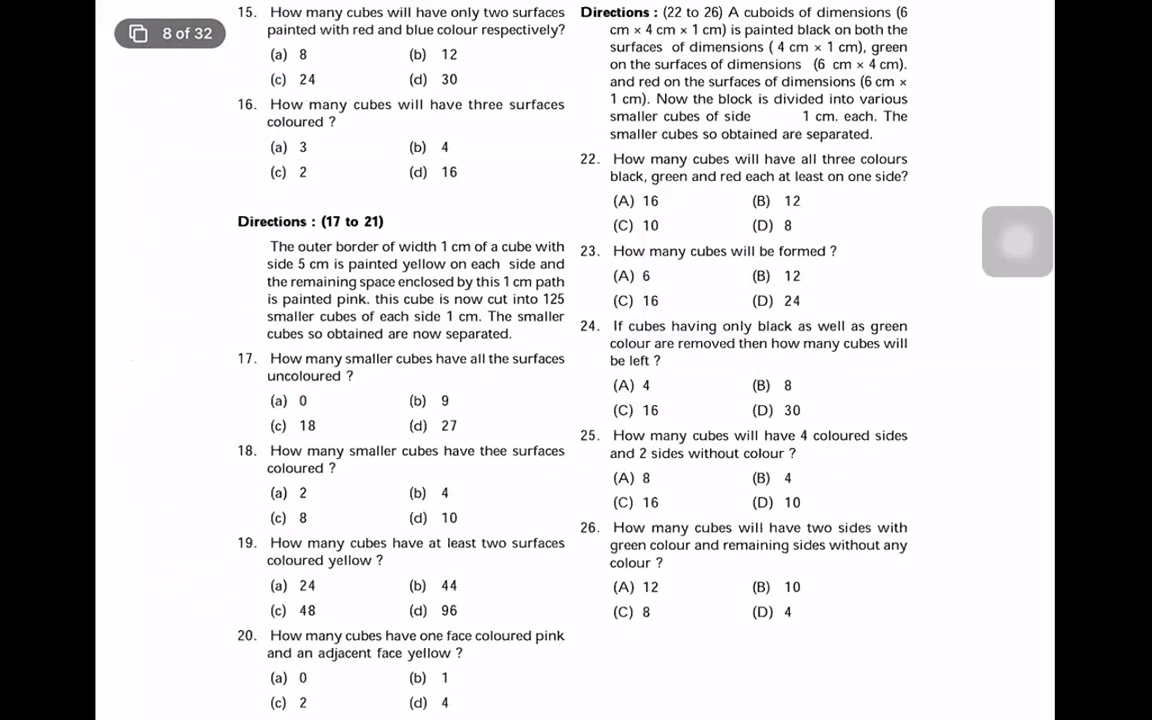 8 of 32
15. How many cubes will have only two surfaces
painted with red and blue colour respectively?
(a) 8 (b) 12
(c) 24 (d) 30
16. How many cubes will have three surfaces
coloured ?
(a) 3 (b) 4
(c) 2 (d) 16
Directions : (17 to 21)
The outer border of width 1 cm of a cube with
side 5 cm is painted yellow on each side and
the remaining space enclosed by this 1 cm path
is painted pink. this cube is now cut into 125
smaller cubes of each side 1 cm. The smaller
cubes so obtained are now separated.
17. How many smaller cubes have all the surfaces
uncoloured ?
(a) 0 (b) 9
(c) 18 (d) 27
18. How many smaller cubes have thee surfaces
coloured ?
(a) 2 (b) 4
(c) 8 (d) 10
19. How many cubes have at least two surfaces
coloured yellow ?
(a) 24 (b) 44
(c) 48 (d) 96
20. How many cubes have one face coloured pink
and an adjacent face yellow ?
(a) 0 (b) 1
(c) 2 (d) 4
Directions : (22 to 26) A cuboids of dimensions (6
cm × 4 cm × 1 cm) is painted black on both the
surfaces of dimensions ( 4 cm × 1 cm), green
on the surfaces of dimensions (6 cm × 4 cm).
and red on the surfaces of dimensions (6 cm ×
1 cm). Now the block is divided into various
smaller cubes of side 1 cm. each. The
smaller cubes so obtained are separated.
22. How many cubes will have all three colours
black, green and red each at least on one side?
(A) 16 (B) 12
(C) 10 (D) 8
23. How many cubes will be formed ?
(A) 6 (B) 12
(C) 16 (D) 24
24. If cubes having only black as well as green
colour are removed then how many cubes will
be left ?
(A) 4 (B) 8
(C) 16 (D) 30
25. How many cubes will have 4 coloured sides
and 2 sides without colour ?
(A) 8 (B) 4
(C) 16 (D) 10
26. How many cubes will have two sides with
green colour and remaining sides without any
colour ?
(A) 12 (B) 10
(C) 8 (D) 4